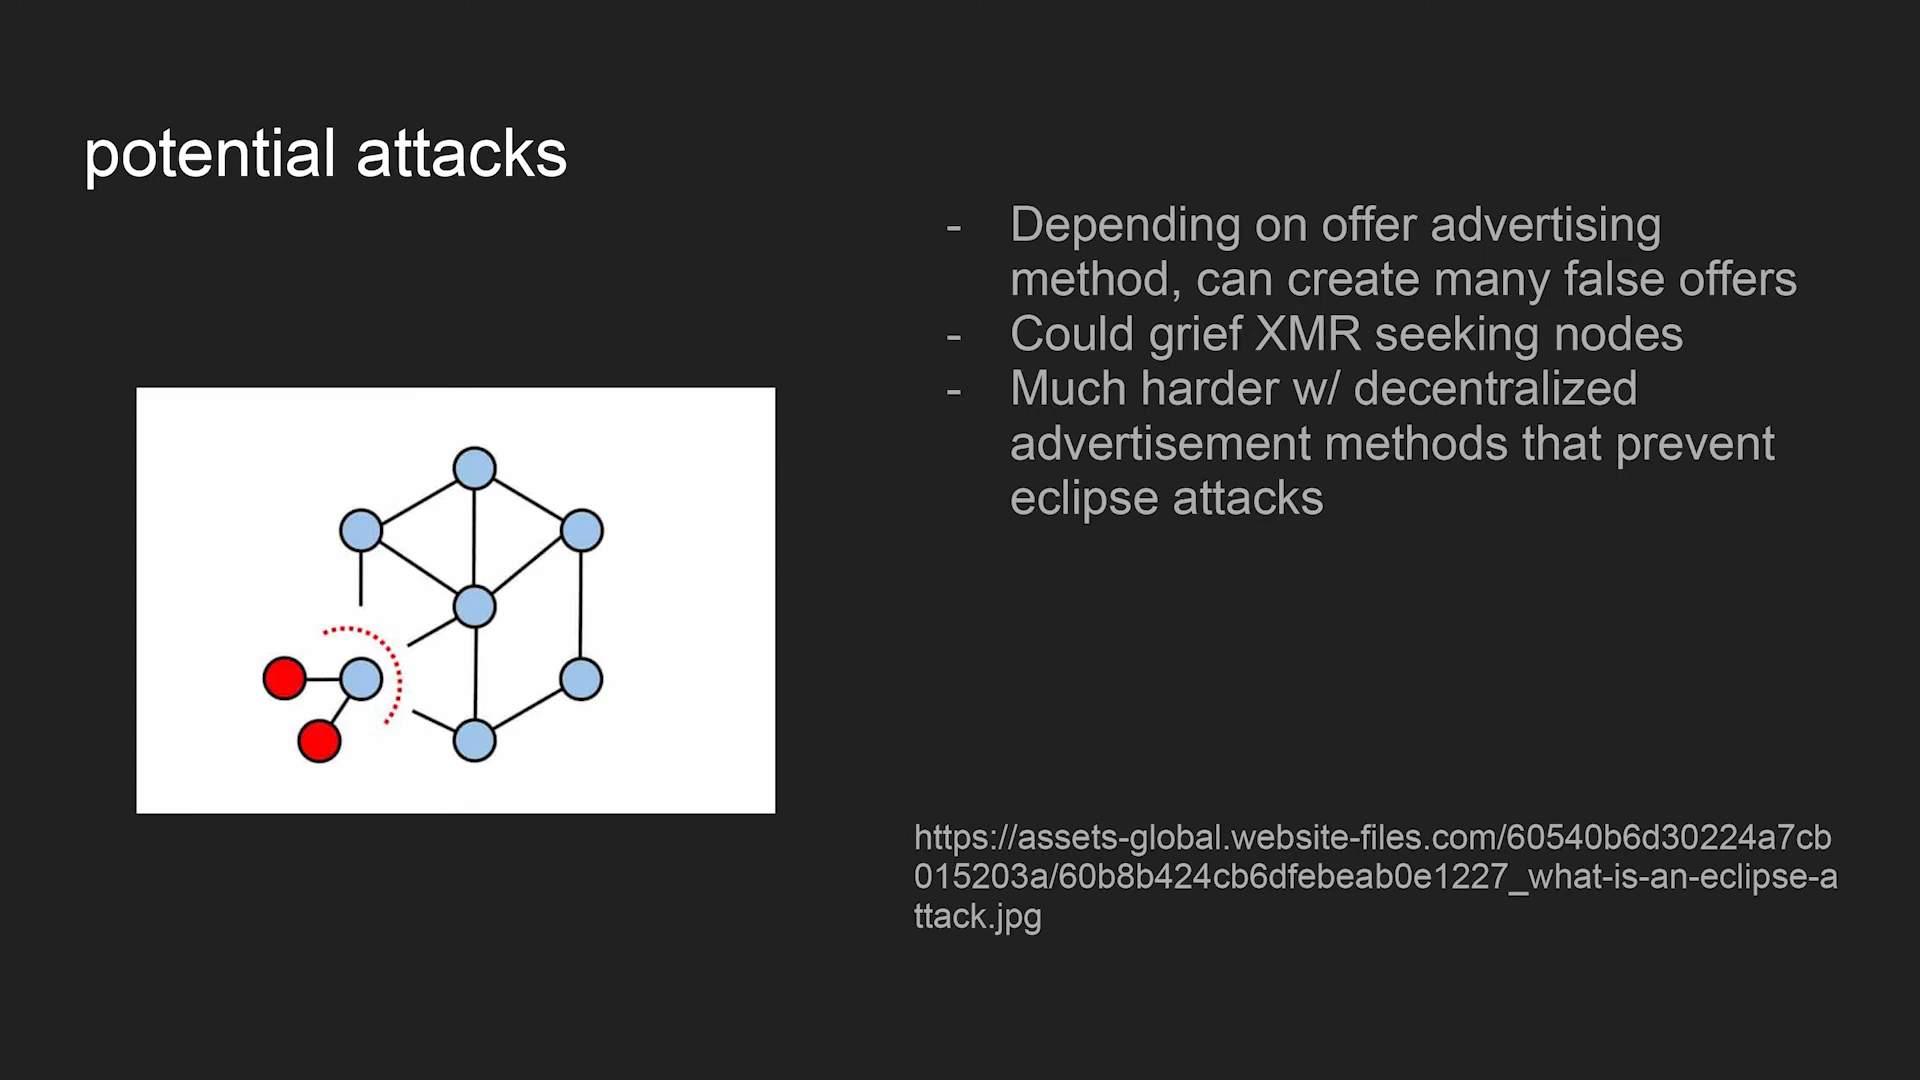 potential attacks
- Depending on offer advertising
method, can create many false offers
- Could grief XMR seeking nodes
- Much harder w/ decentralized
advertisement methods that prevent
eclipse attacks
https://assets-global.website-files.com/60540b6d30224a7cb
015203a/60b8b424cb6dfebeab0e1227_what-is-an-eclipse-a
ttack.jpg